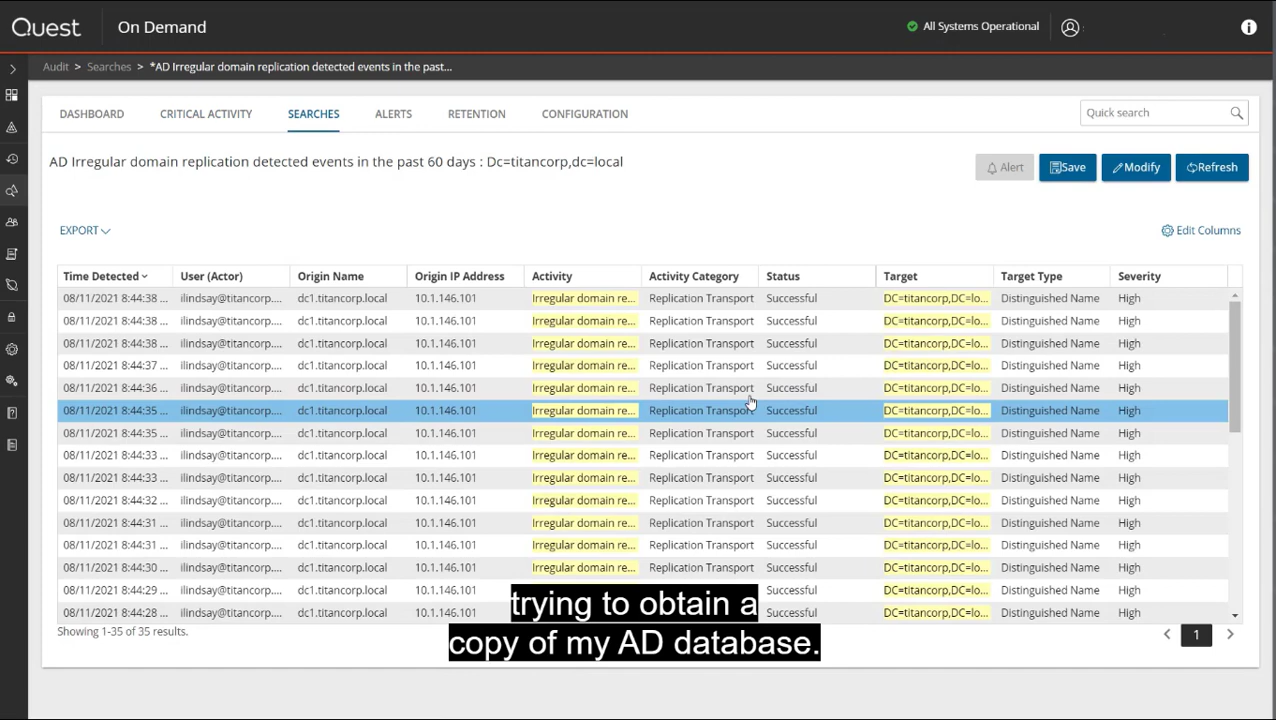 Quest On Demand All Systems Operational
Audit > Searches > *AD Irregular domain replication detected events in the past...
DASHBOARD CRITICAL ACTIVITY SEARCHES ALERTS RETENTION CONFIGURATION Quick search
AD Irregular domain replication detected events in the past 60 days : Dc=titancorp,dc=local Alert Save Modify Refresh
EXPORT Edit Columns
Time Detected User (Actor) Origin Name Origin IP Address Activity Activity Category Status Target Target Type Severity
08/11/2021 8:44:38 ... ilindsay@titancorp.... dc1.titancorp.local 10.1.146.101 Irregular domain re... Replication Transport Successful DC=titancorp,DC=lo... Distinguished Name High
08/11/2021 8:44:38 ... ilindsay@titancorp.... dc1.titancorp.local 10.1.146.101 Irregular domain re... Replication Transport Successful DC=titancorp,DC=lo... Distinguished Name High
08/11/2021 8:44:38 ... ilindsay@titancorp.... dc1.titancorp.local 10.1.146.101 Irregular domain re... Replication Transport Successful DC=titancorp,DC=lo... Distinguished Name High
08/11/2021 8:44:37 ... ilindsay@titancorp.... dc1.titancorp.local 10.1.146.101 Irregular domain re... Replication Transport Successful DC=titancorp,DC=lo... Distinguished Name High
08/11/2021 8:44:36 ... ilindsay@titancorp.... dc1.titancorp.local 10.1.146.101 Irregular domain re... Replication Transport Successful DC=titancorp,DC=lo... Distinguished Name High
08/11/2021 8:44:35 ... ilindsay@titancorp.... dc1.titancorp.local 10.1.146.101 Irregular domain re... Replication Transport Successful DC=titancorp,DC=lo... Distinguished Name High
08/11/2021 8:44:35 ... ilindsay@titancorp.... dc1.titancorp.local 10.1.146.101 Irregular domain re... Replication Transport Successful DC=titancorp,DC=lo... Distinguished Name High
08/11/2021 8:44:33 ... ilindsay@titancorp.... dc1.titancorp.local 10.1.146.101 Irregular domain re... Replication Transport Successful DC=titancorp,DC=lo... Distinguished Name High
08/11/2021 8:44:33 ... ilindsay@titancorp.... dc1.titancorp.local 10.1.146.101 Irregular domain re... Replication Transport Successful DC=titancorp,DC=lo... Distinguished Name High
08/11/2021 8:44:32 ... ilindsay@titancorp.... dc1.titancorp.local 10.1.146.101 Irregular domain re... Replication Transport Successful DC=titancorp,DC=lo... Distinguished Name High
08/11/2021 8:44:31 ... ilindsay@titancorp.... dc1.titancorp.local 10.1.146.101 Irregular domain re... Replication Transport Successful DC=titancorp,DC=lo... Distinguished Name High
08/11/2021 8:44:31 ... ilindsay@titancorp.... dc1.titancorp.local 10.1.146.101 Irregular domain re... Replication Transport Successful DC=titancorp,DC=lo... Distinguished Name High
08/11/2021 8:44:30 ... ilindsay@titancorp.... dc1.titancorp.local 10.1.146.101 Irregular domain re... Replication Transport Successful DC=titancorp,DC=lo... Distinguished Name High
08/11/2021 8:44:29 ... ilindsay@titancorp.... dc1.titancorp.local 10.1.146.101 Successful DC=titancorp,DC=lo... Distinguished Name High
08/11/2021 8:44:28 ... ilindsay@titancorp.... dc1.titancorp.local 10.1.146.101 Successful DC=titancorp,DC=lo... Distinguished Name High
trying to obtain a
copy of my AD database.
Showing 1-35 of 35 results. 1